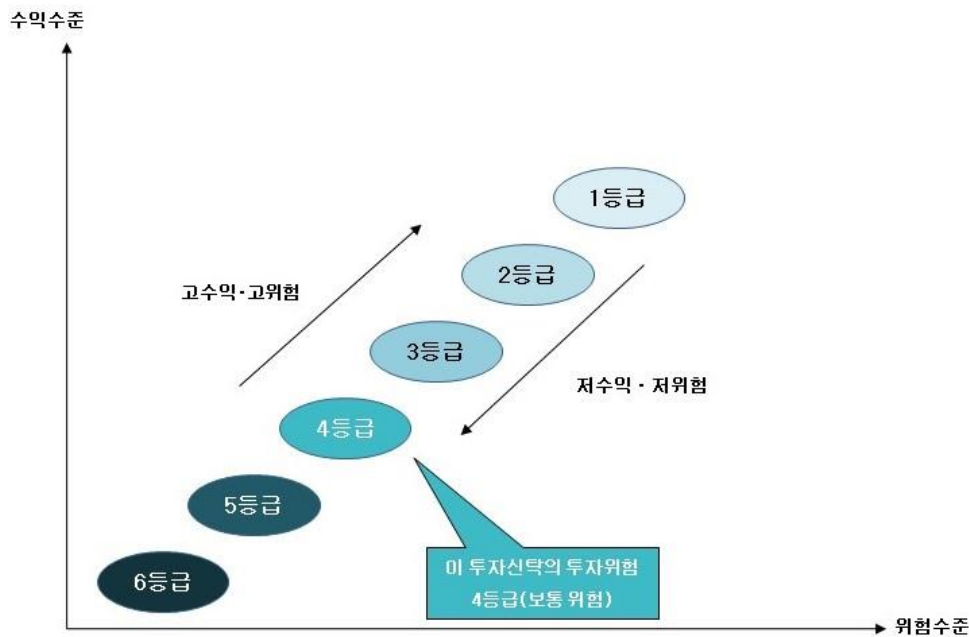 수익수준
1등급
2등급
고수익·고위험
3등급
저수익 · 저위험
4등급
5등급
이 투자신탁의 투자위험
4등급(보통 위험)
6등급
위험수준